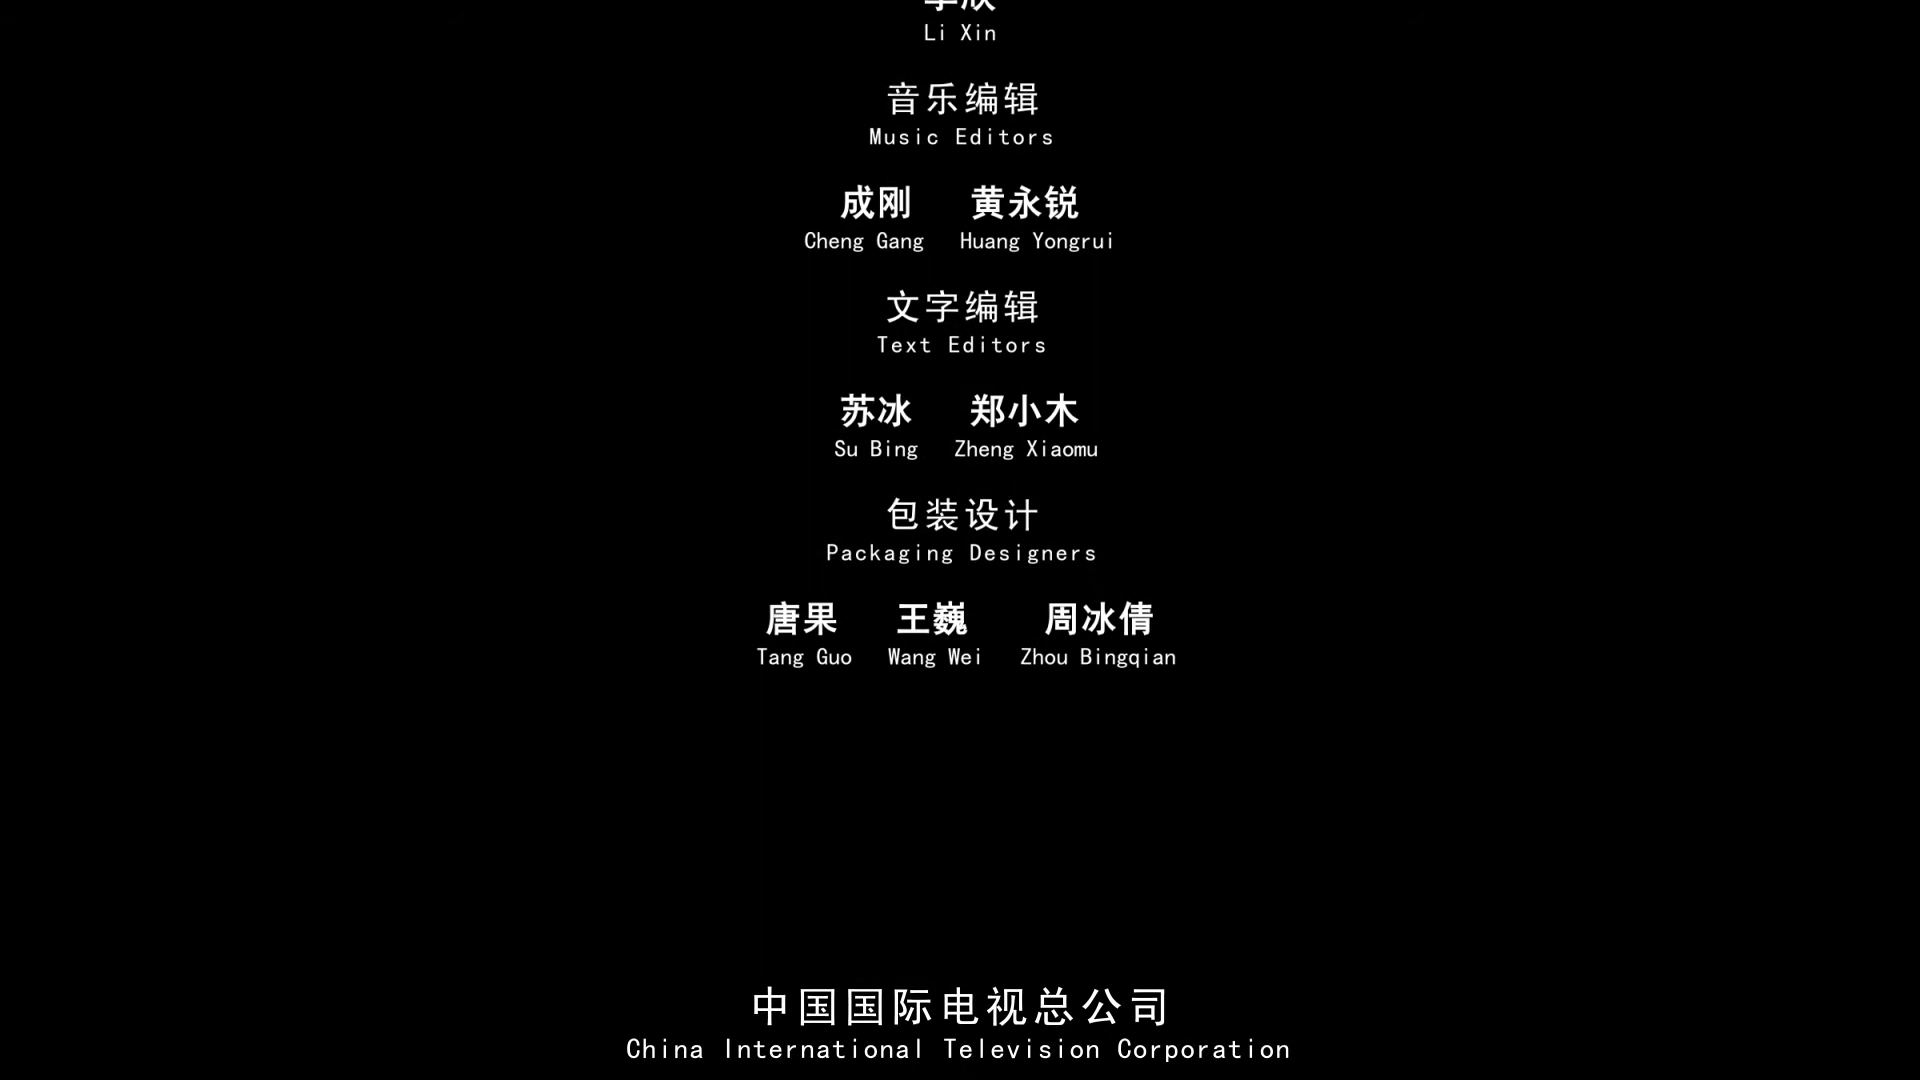 Li Xin
音乐编辑
Music Editors
成刚 黄永锐
Cheng Gang Huang Yongrui
文字编辑
Text Editors
苏冰 郑小木
Su Bing Zheng Xiaomu
包装设计
Packaging Designers
唐果 王巍 周冰倩
Tang Guo Wang Wei Zhou Bingqian
中国国际电视总公司
China International Television Corporation